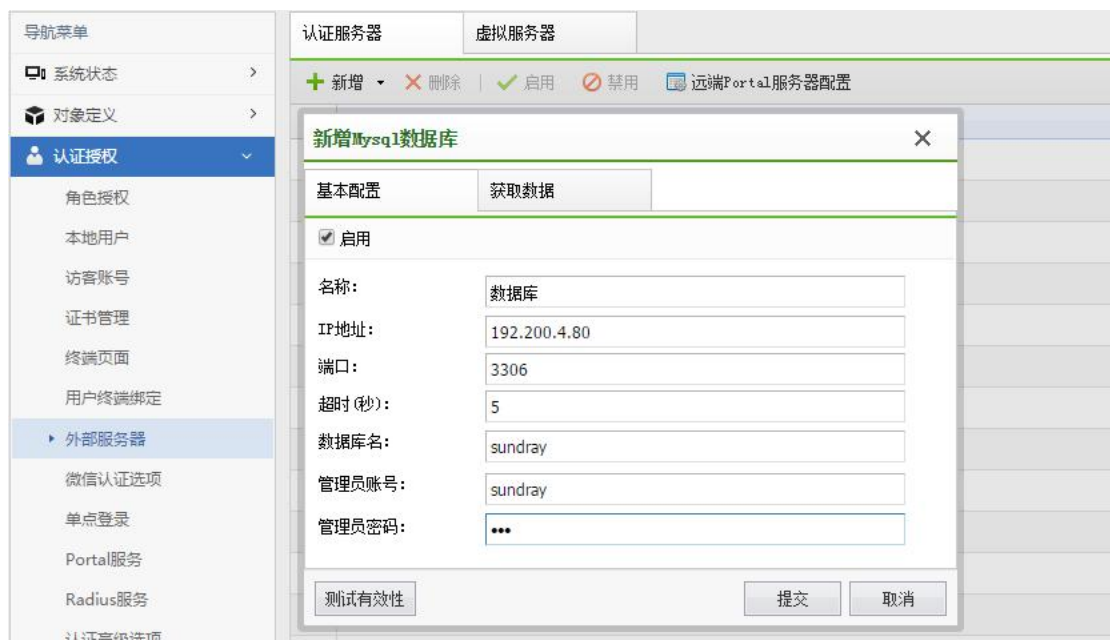 导航菜单
系统状态
对象定义
认证授权
角色授权
本地用户
访客账号
证书管理
终端页面
用户终端绑定
外部服务器
微信认证选项
单点登录
Portal服务
Radius服务
认证高级选项
认证服务器 虚拟服务器
新增 删除 启用 禁用 远端Portal服务器配置
新增Mysql数据库
基本配置 获取数据
启用
名称: 数据库
IP地址: 192.200.4.80
端口: 3306
超时(秒): 5
数据库名: sundray
管理员账号: sundray
管理员密码: •••
测试有效性 提交 取消